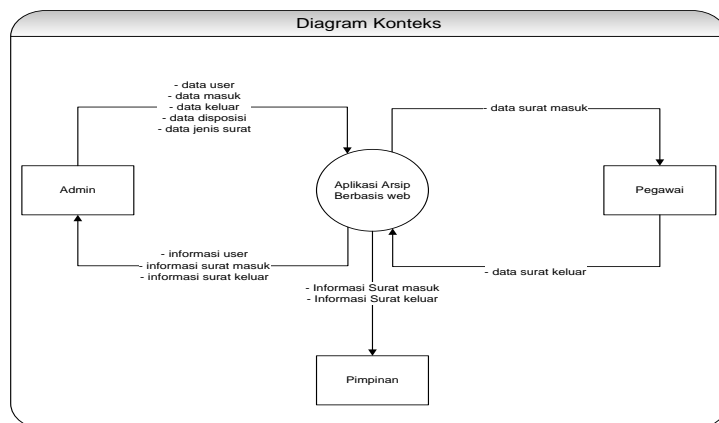 Diagram Konteks
- data user
- data masuk
- data keluar
- data disposisi
- data jenis surat
- data surat masuk
Admin
Aplikasi Arsip
Berbasis web
Pegawai
- informasi user
- informasi surat masuk
- informasi surat keluar
- data surat keluar
- Informasi Surat masuk
- Informasi Surat keluar
Pimpinan